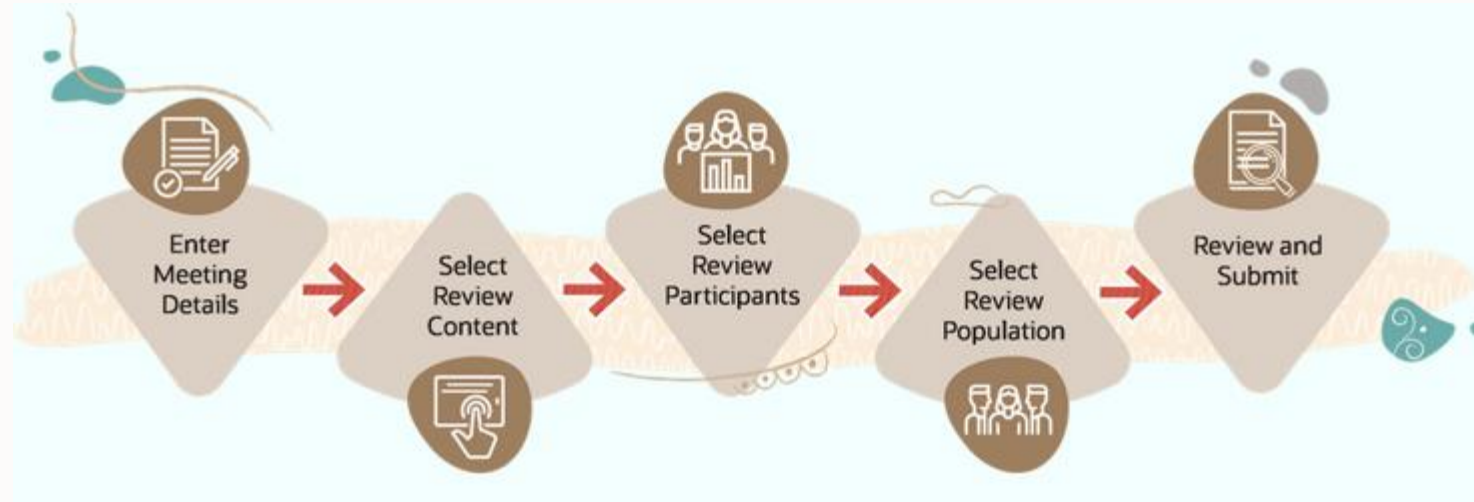 Enter
Meeting
Details
Select
Review
Content
Select
Review
Participants
Select
Review
Population
Review and
Submit